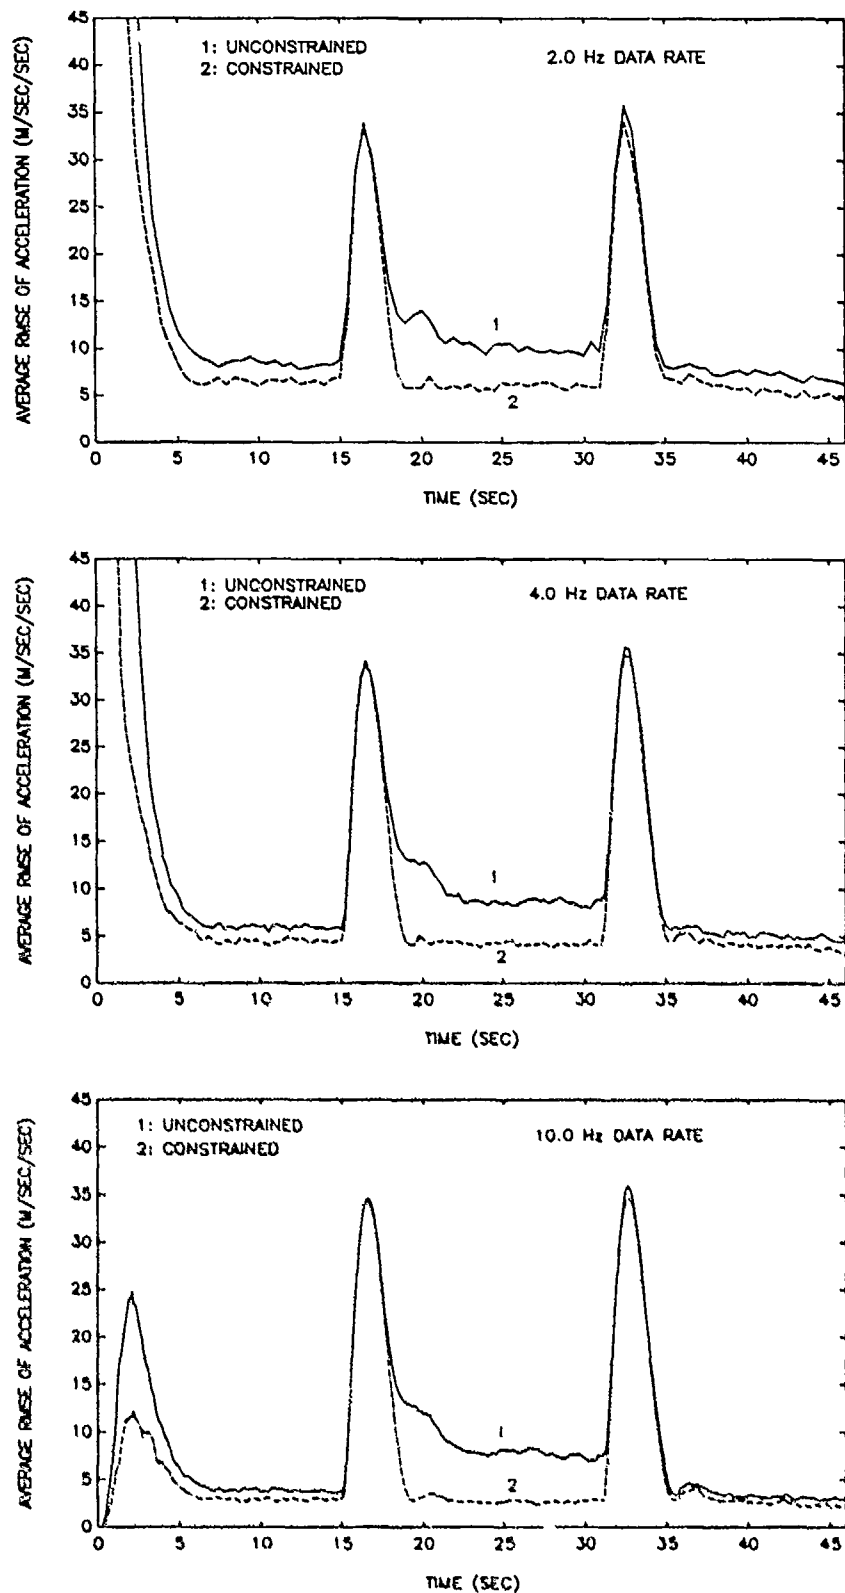 45
40
35
30
25
20
15
10
5
0
AVERAGE RMSE OF ACCELERATION (M/SEC/SEC)
1: UNCONSTRAINED
2: CONSTRAINED
2.0 Hz DATA RATE
1
2
0 5 10 15 20 25 30 35 40 45
TIME (SEC)
45
40
35
30
25
20
15
10
5
0
AVERAGE RMSE OF ACCELERATION (M/SEC/SEC)
1: UNCONSTRAINED
2: CONSTRAINED
4.0 Hz DATA RATE
1
2
0 5 10 15 20 25 30 35 40 45
TIME (SEC)
45
40
35
30
25
20
15
10
5
0
AVERAGE RMSE OF ACCELERATION (M/SEC/SEC)
1: UNCONSTRAINED
2: CONSTRAINED
10.0 Hz DATA RATE
1
2
0 5 10 15 20 25 30 35 40 45
TIME (SEC)